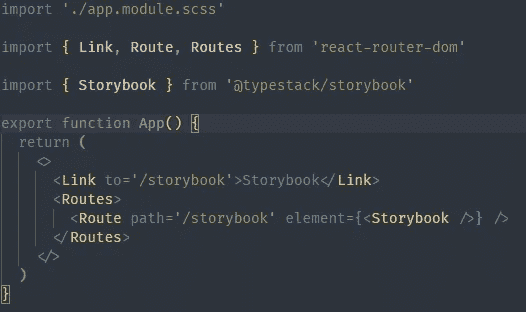 import './app.module.scss'
import { Link, Route, Routes } from 'react-router-dom'
import { Storybook } from '@typestack/storybook'
export function App() {
return (
<>
<Link to='/storybook'>Storybook</Link>
<Routes>
<Route path='/storybook' element={<Storybook />} />
</Routes>
</>
)
}